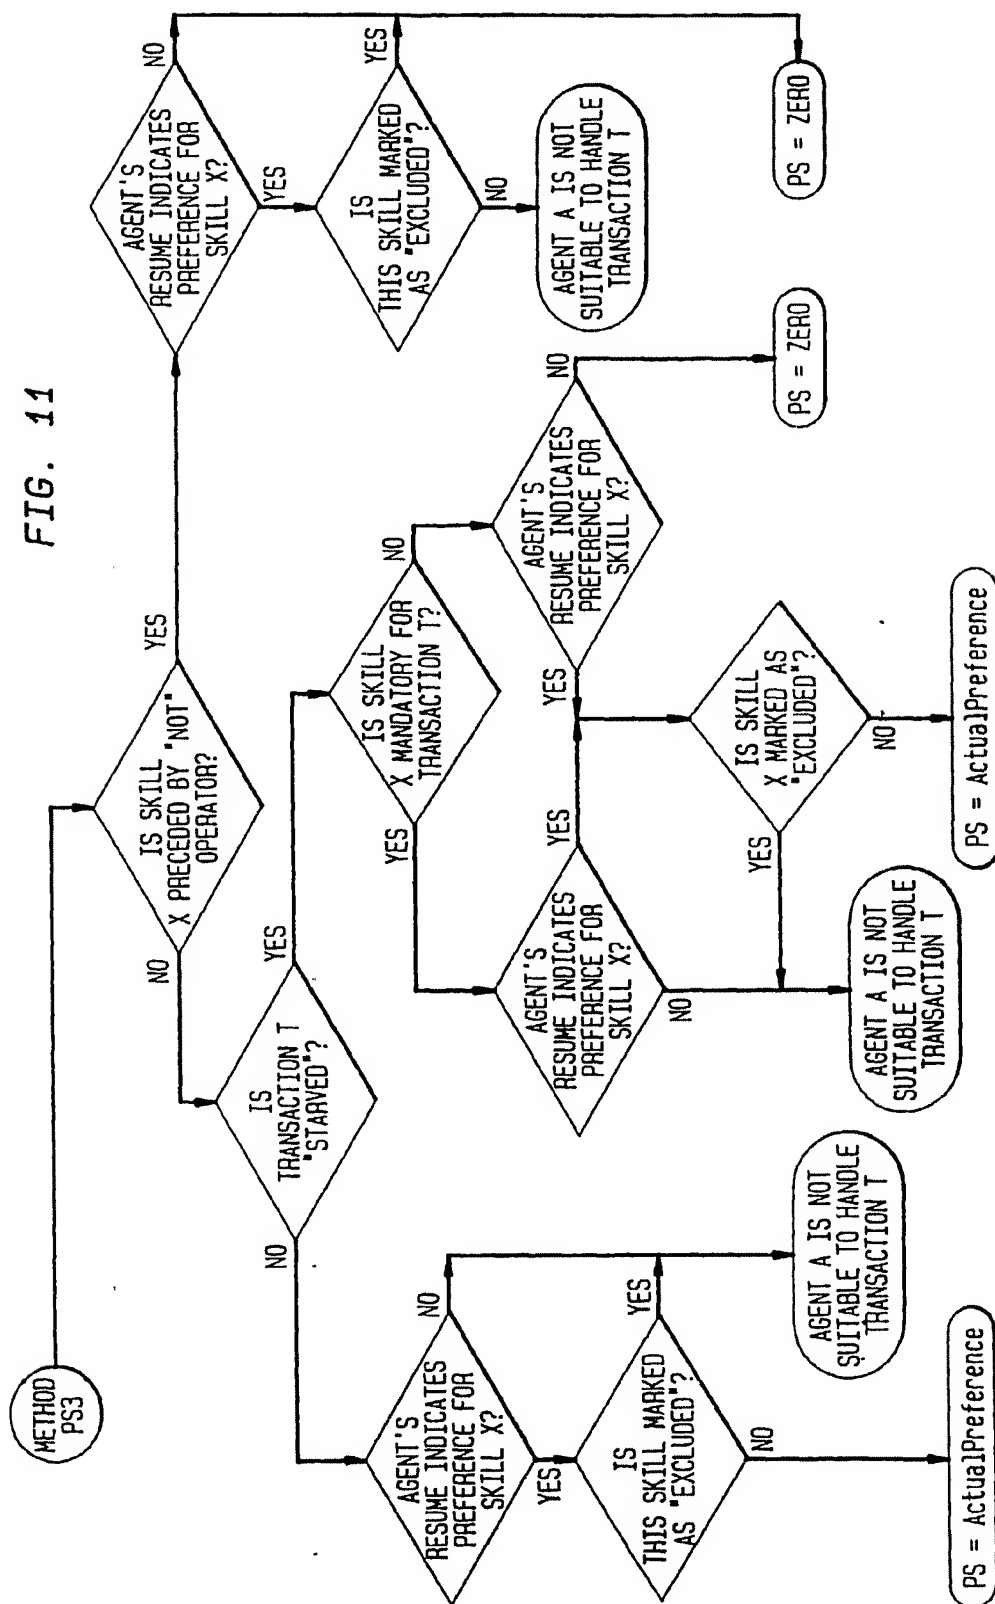 FIG. 11
METHOD
PS3
IS SKILL
X PRECEDED BY "NOT"
OPERATOR?
NO
YES
IS
TRANSACTION T
"STARVED"?
NO
YES
AGENT'S
RESUME INDICATES
PREFERENCE FOR
SKILL X?
NO
YES
IS
THIS SKILL MARKED
AS "EXCLUDED"?
YES
NO
AGENT A IS NOT
SUITABLE TO HANDLE
TRANSACTION T
PS = ActualPreference
IS SKILL
X MANDATORY FOR
TRANSACTION T?
YES
NO
AGENT'S
RESUME INDICATES
PREFERENCE FOR
SKILL X?
YES
NO
AGENT'S
RESUME INDICATES
PREFERENCE FOR
SKILL X?
YES
NO
IS SKILL
X MARKED AS
"EXCLUDED"?
YES
NO
AGENT A IS NOT
SUITABLE TO HANDLE
TRANSACTION T
PS = ActualPreference
PS = ZERO
AGENT'S
RESUME INDICATES
PREFERENCE FOR
SKILL X?
NO
YES
IS
THIS SKILL MARKED
AS "EXCLUDED"?
YES
NO
AGENT A IS NOT
SUITABLE TO HANDLE
TRANSACTION T
PS = ZERO